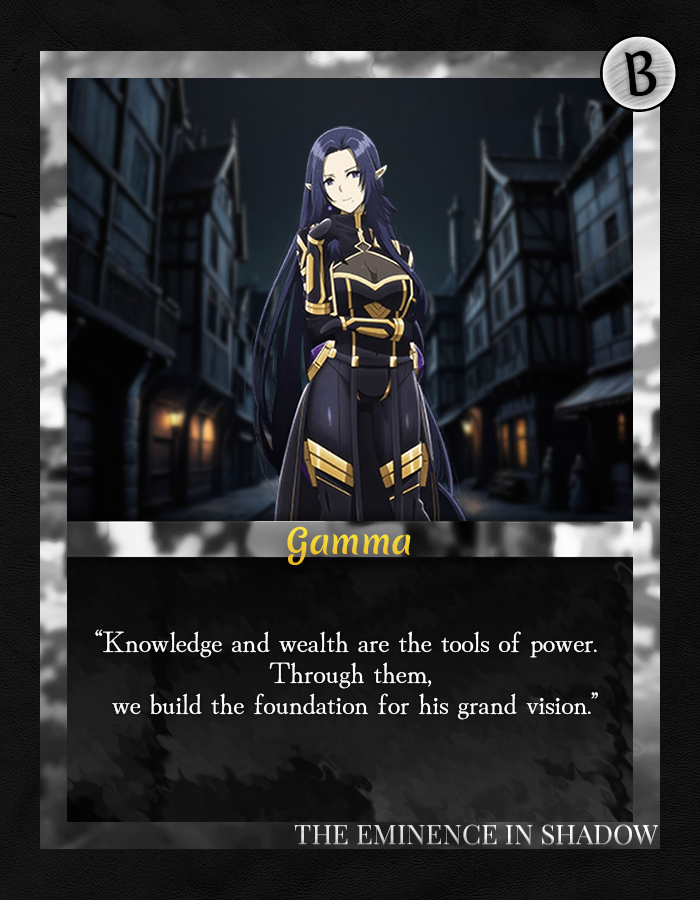 B
Gamma
“Knowledge and wealth are the tools of power.
Through them,
we build the foundation for his grand vision.”
THE EMINENCE IN SHADOW